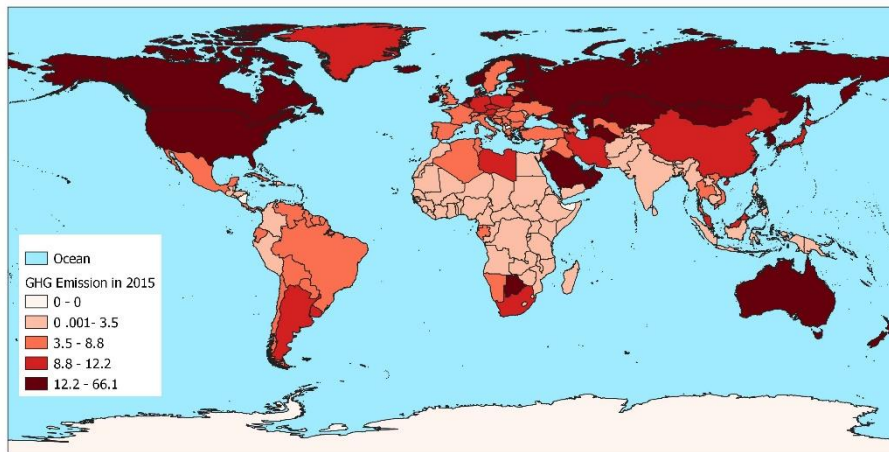 Ocean
GHG Emission in 2015
0 - 0
0 .001- 3.5
3.5 - 8.8
8.8 - 12.2
12.2 - 66.1